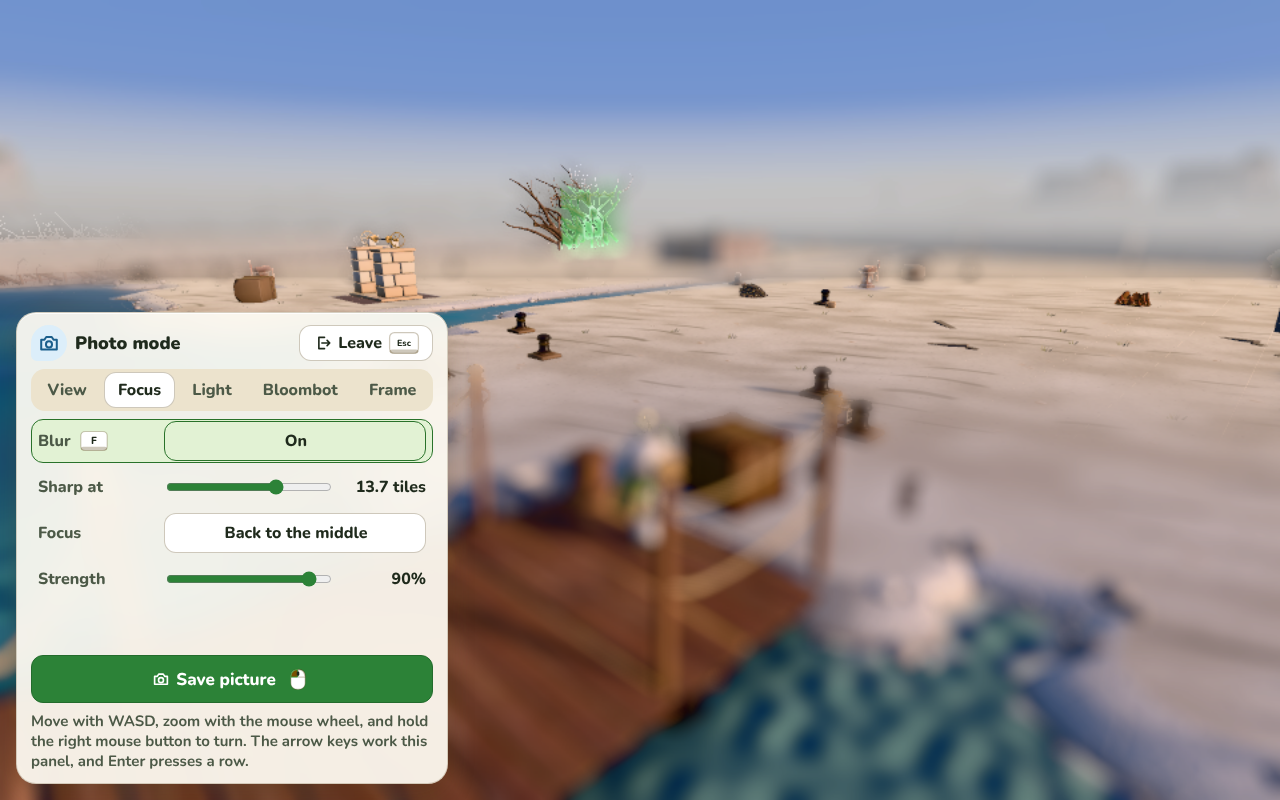 Photo mode
Leave Esc
View Focus Light Bloombot Frame
Blur F On
Sharp at 13.7 tiles
Focus Back to the middle
Strength 90%
Save picture
Move with WASD, zoom with the mouse wheel, and hold
the right mouse button to turn. The arrow keys work this
panel, and Enter presses a row.